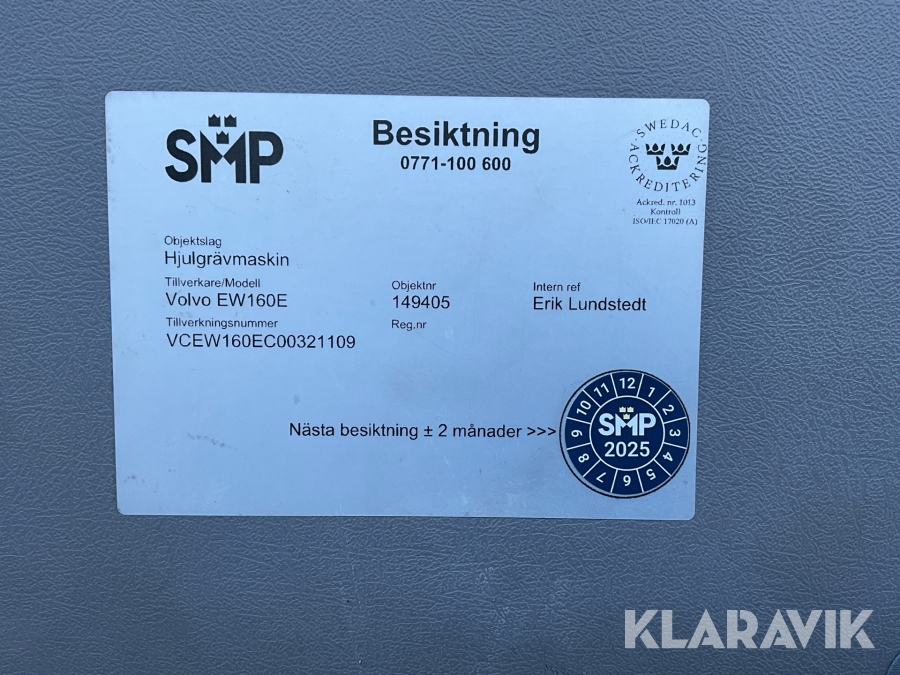 SMP
Besiktning
0771-100 600
SWEDAC
ACKREDITERING
Ackred. nr. 1013
Kontroll
ISO/IEC 17020 (A)
Objektslag
Hjulgrävmaskin
Tillverkare/Modell
Volvo EW160E
Objektnr
149405
Intern ref
Erik Lundstedt
Tillverkningsnummer
VCEW160EC00321109
Reg.nr
Nästa besiktning ± 2 månader >>>
12 1 2 3 4 5 6 7 8 9 10 11
SMP
2025
KLARAVIK